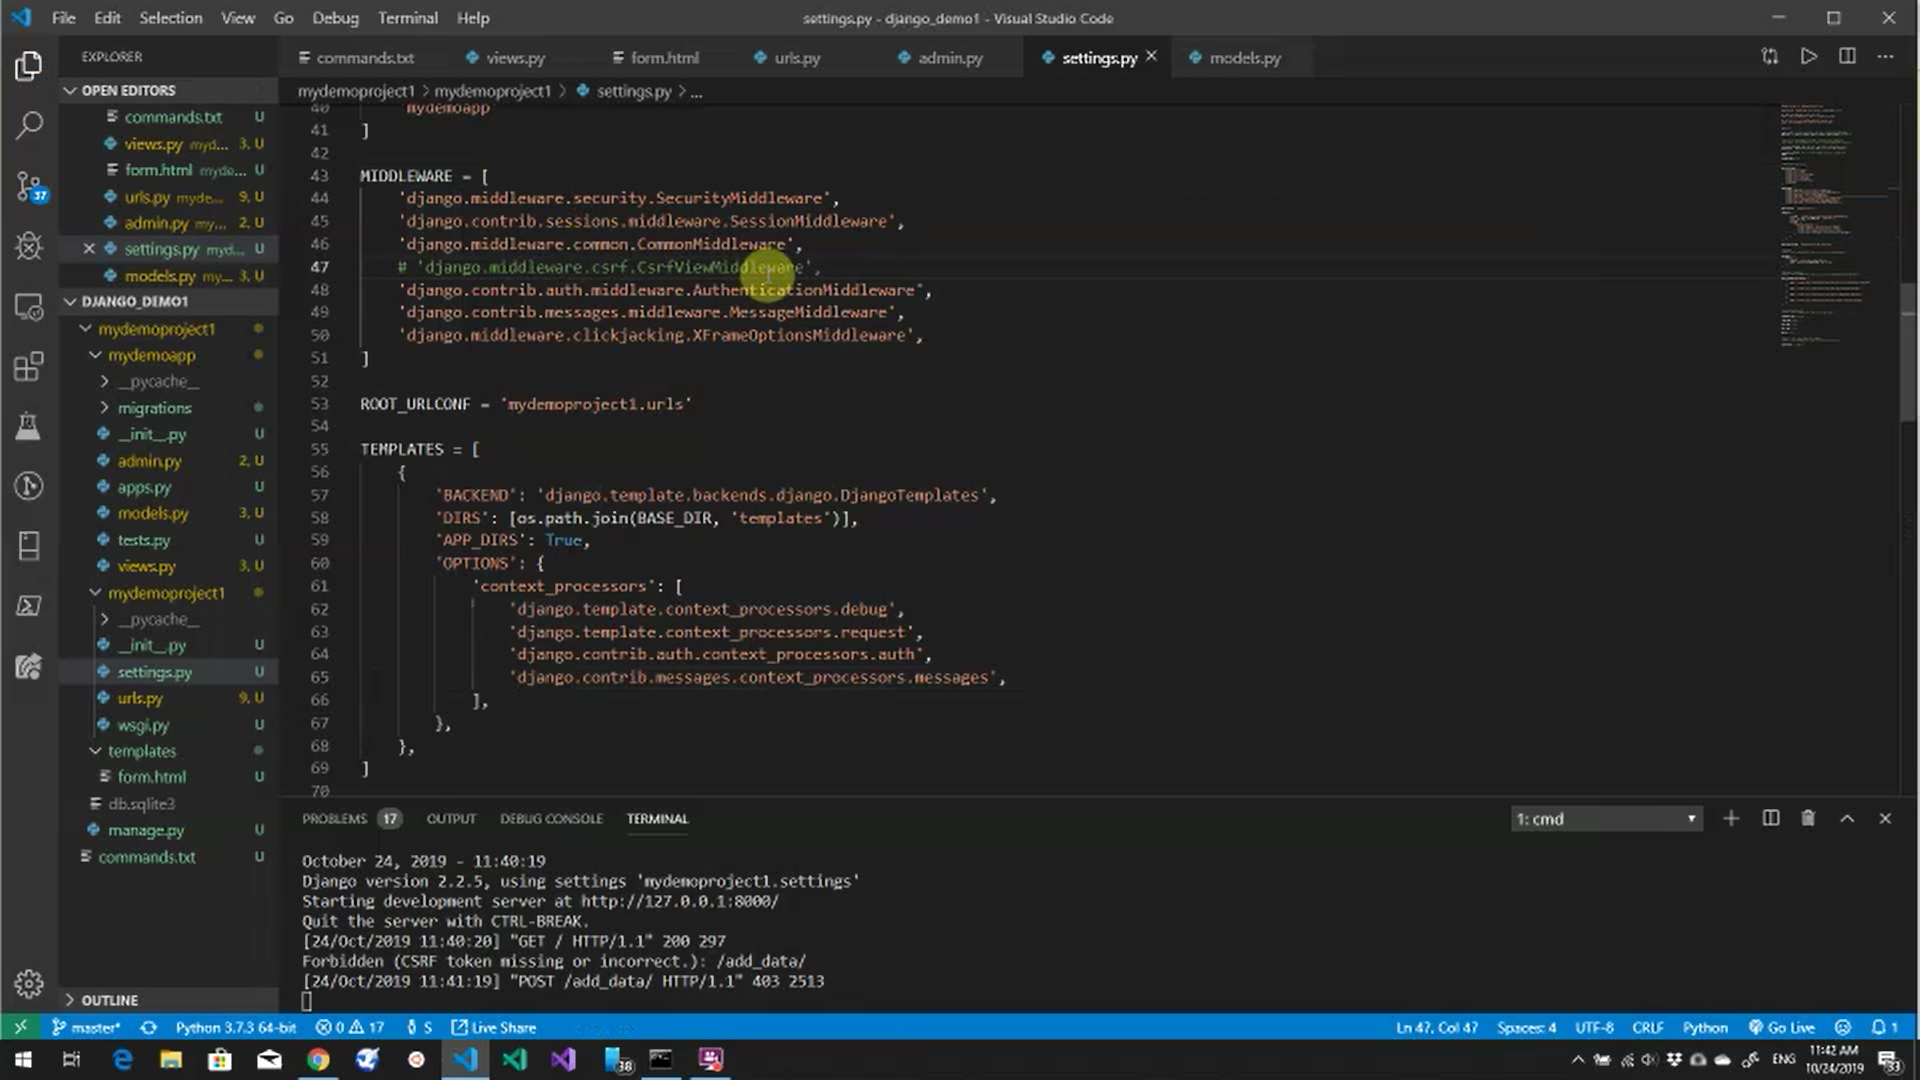 File Edit Selection View Go Debug Terminal Help
settings.py - django_demo1 - Visual Studio Code
EXPLORER
commands.txt
views.py
form.html
urls.py
admin.py
settings.py
models.py
OPEN EDITORS
commands.txt U
views.py myd... 3, U
form.html myde... U
urls.py myde... 9, U
admin.py my... 2, U
settings.py myd... U
models.py my... 3, U
DJANGO_DEMO1
mydemoproject1
mydemoapp
__pycache__
migrations
__init__.py U
admin.py 2, U
apps.py U
models.py 3, U
tests.py U
views.py 3, U
mydemoproject1
__pycache__
__init__.py U
settings.py U
urls.py 9, U
wsgi.py U
templates
form.html U
db.sqlite3
manage.py U
commands.txt U
OUTLINE
37
mydemoproject1 > mydemoproject1 > settings.py > ...
40 'mydemoapp
41 ]
42
43 MIDDLEWARE = [
44 'django.middleware.security.SecurityMiddleware',
45 'django.contrib.sessions.middleware.SessionMiddleware',
46 'django.middleware.common.CommonMiddleware',
47 # 'django.middleware.csrf.CsrfViewMiddleware',
48 'django.contrib.auth.middleware.AuthenticationMiddleware',
49 'django.contrib.messages.middleware.MessageMiddleware',
50 'django.middleware.clickjacking.XFrameOptionsMiddleware',
51 ]
52
53 ROOT_URLCONF = 'mydemoproject1.urls'
54
55 TEMPLATES = [
56 {
57 'BACKEND': 'django.template.backends.django.DjangoTemplates',
58 'DIRS': [os.path.join(BASE_DIR, 'templates')],
59 'APP_DIRS': True,
60 'OPTIONS': {
61 'context_processors': [
62 'django.template.context_processors.debug',
63 'django.template.context_processors.request',
64 'django.contrib.auth.context_processors.auth',
65 'django.contrib.messages.context_processors.messages',
66 ],
67 },
68 },
69 ]
70
PROBLEMS 17 OUTPUT DEBUG CONSOLE TERMINAL
1: cmd
October 24, 2019 - 11:40:19
Django version 2.2.5, using settings 'mydemoproject1.settings'
Starting development server at http://127.0.0.1:8000/
Quit the server with CTRL-BREAK.
[24/Oct/2019 11:40:20] "GET / HTTP/1.1" 200 297
Forbidden (CSRF token missing or incorrect.): /add_data/
[24/Oct/2019 11:41:19] "POST /add_data/ HTTP/1.1" 403 2513
master* Python 3.7.3 64-bit 0 17 S Live Share
Ln 47, Col 47 Spaces: 4 UTF-8 CRLF Python Go Live 1
38
ENG
11:42 AM
10/24/2019
33